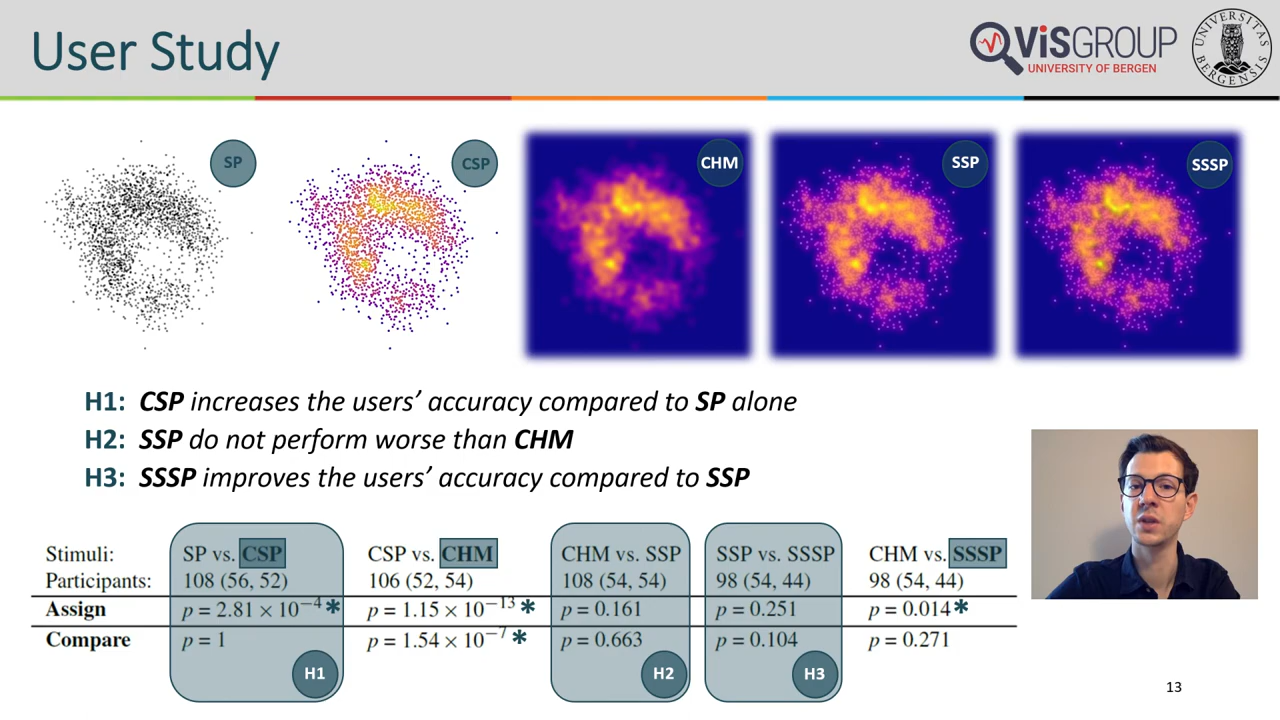 User Study
VISGROUP
UNIVERSITY OF BERGEN
UNIVERSITAS BERGENSIS
SP
CSP
CHM
SSP
SSSP
H1: CSP increases the users’ accuracy compared to SP alone
H2: SSP do not perform worse than CHM
H3: SSSP improves the users’ accuracy compared to SSP
Stimuli: SP vs. CSP CSP vs. CHM CHM vs. SSP SSP vs. SSSP CHM vs. SSSP
Participants: 108 (56, 52) 106 (52, 54) 108 (54, 54) 98 (54, 44) 98 (54, 44)
Assign p = 2.81 × 10⁻⁴ * p = 1.15 × 10⁻¹³ * p = 0.161 p = 0.251 p = 0.014 *
Compare p = 1 p = 1.54 × 10⁻⁷ * p = 0.663 p = 0.104 p = 0.271
H1 H2 H3
13